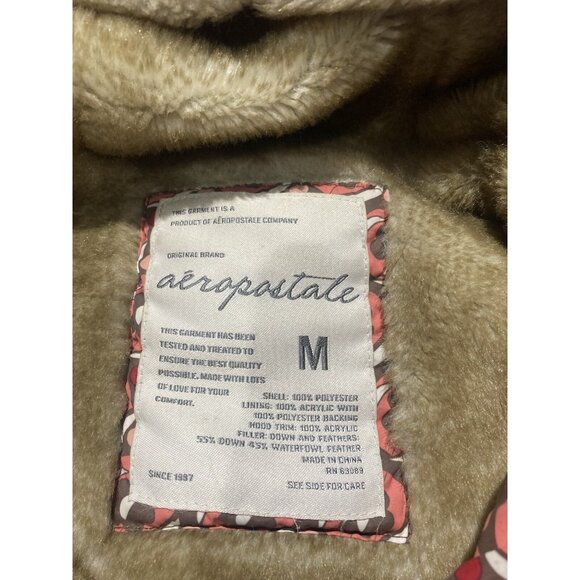 THIS GARMENT IS A
PRODUCT OF AÉROPOSTALE COMPANY
ORIGINAL BRAND
aéropostale
THIS GARMENT HAS BEEN
TESTED AND TREATED TO
ENSURE THE BEST QUALITY
POSSIBLE. MADE WITH LOTS
OF LOVE FOR YOUR
COMFORT.
M
SHELL: 100% POLYESTER
LINING: 100% ACRYLIC WITH
100% POLYESTER BACKING
HOOD TRIM: 100% ACRYLIC
FILLER: DOWN AND FEATHERS:
55% DOWN 45% WATERFOWL FEATHER
MADE IN CHINA
RN 63089
SINCE 1987
SEE SIDE FOR CARE